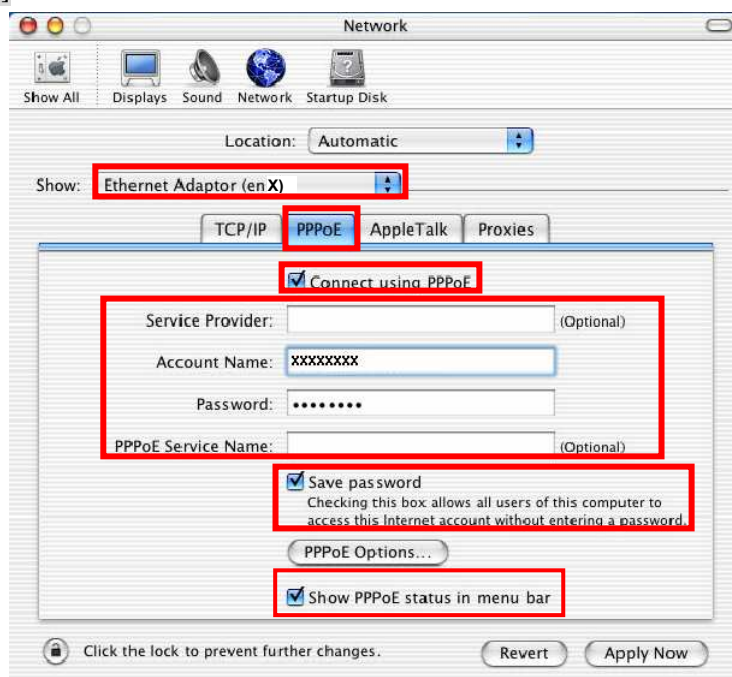 Network
Show All Displays Sound Network Startup Disk
Location: Automatic
Show: Ethernet Adaptor (en X)
TCP/IP PPPoE AppleTalk Proxies
Connect using PPPoE
Service Provider: (Optional)
Account Name: XXXXXXXX
Password: ••••••••
PPPoE Service Name: (Optional)
Save password
Checking this box allows all users of this computer to
access this Internet account without entering a password.
PPPoE Options...
Show PPPoE status in menu bar
Click the lock to prevent further changes. Revert Apply Now